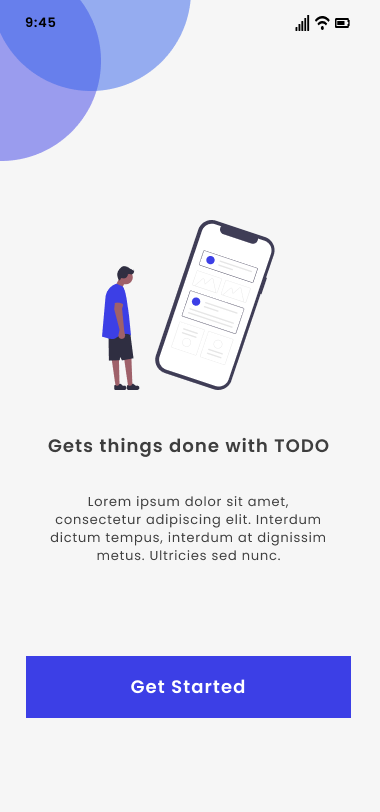 9:45
Gets things done with TODO
Lorem ipsum dolor sit amet,
consectetur adipiscing elit. Interdum
dictum tempus, interdum at dignissim
metus. Ultricies sed nunc.
Get Started